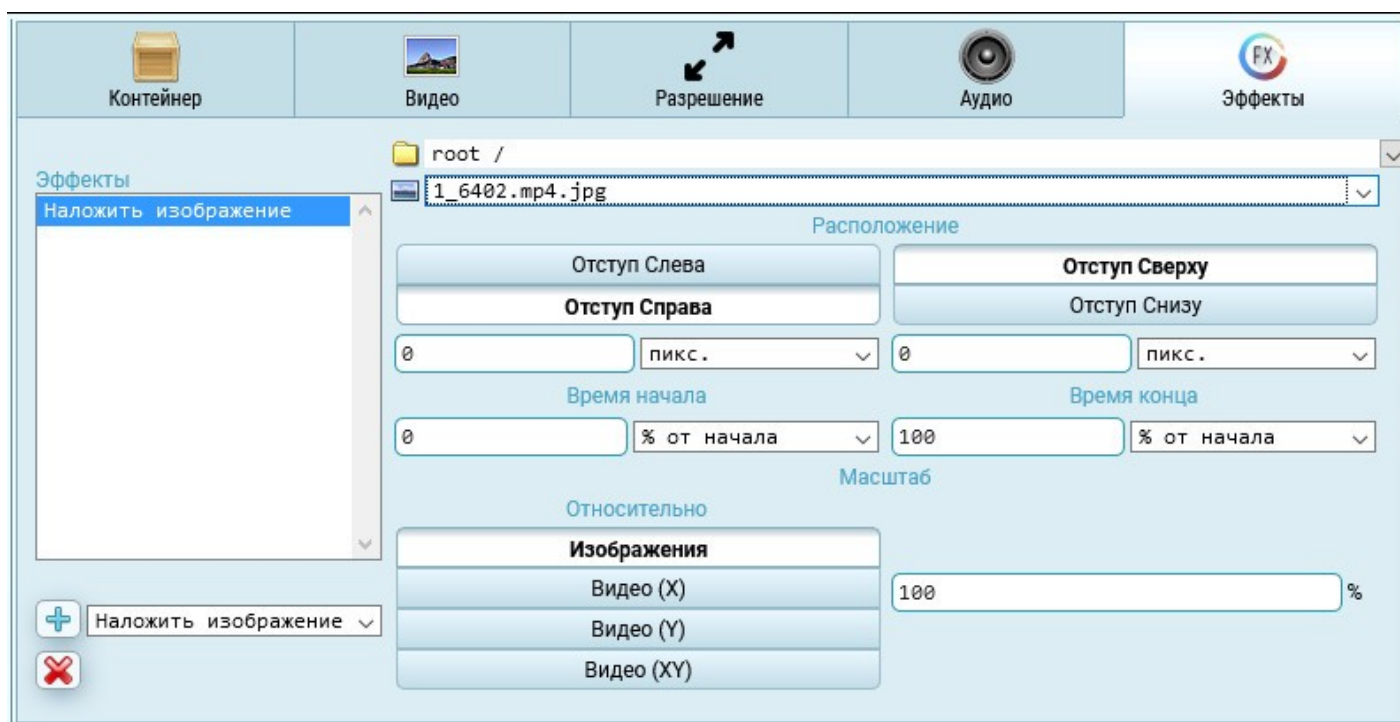 Контейнер
Видео
Разрешение
Аудио
FX
Эффекты
root /
Эффекты
1_6402.mp4.jpg
Наложить изображение
Расположение
Отступ Слева
Отступ Сверху
Отступ Справа
Отступ Снизу
0 пикс. 0 пикс.
Время начала
Время конца
0 % от начала 100 % от начала
Масштаб
Относительно
Изображения
Видео (X)
100 %
Наложить изображение
Видео (Y)
Видео (XY)